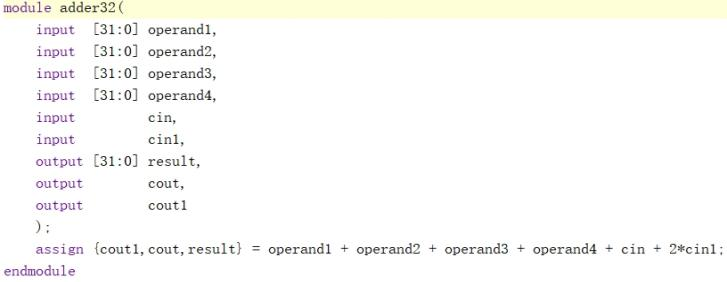 module adder32(
    input  [31:0] operand1,
    input  [31:0] operand2,
    input  [31:0] operand3,
    input  [31:0] operand4,
    input         cin,
    input         cin1,
    output [31:0] result,
    output        cout,
    output        cout1
    );
    assign {cout1,cout,result} = operand1 + operand2 + operand3 + operand4 + cin + 2*cin1;
endmodule